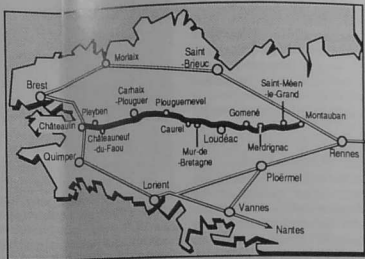 Morlaix
Saint
-Brieuc
Brest
Carhaix
-Plouguer
Saint-Méen
-le-Grand
Pleyben
Plouguernevel
Gomené
Montauban
Châteaulin
Châteauneuf
-du-Faou
Caurel
Loudéac
Merdrignac
Rennes
Mur-de
-Bretagne
Quimper
Ploërmel
Lorient
Vannes
Nantes